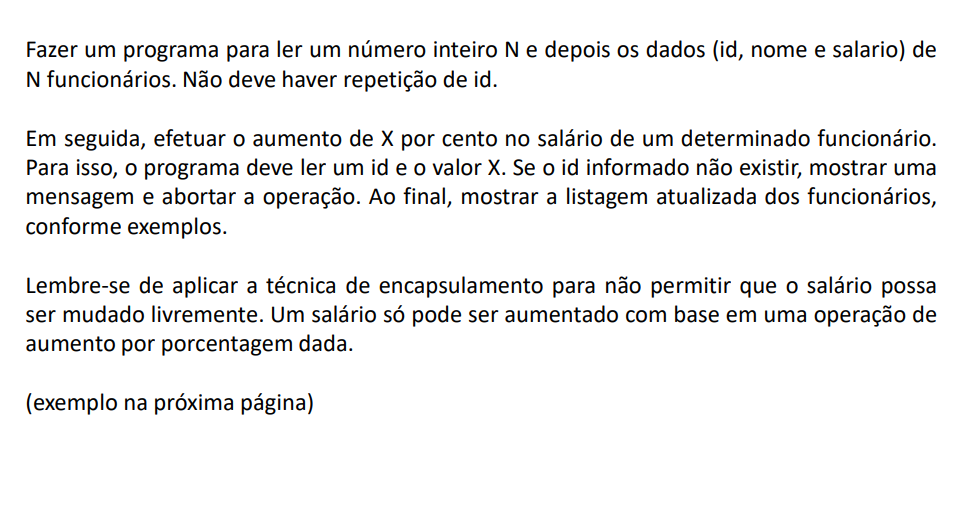 Fazer um programa para ler um número inteiro N e depois os dados (id, nome e salario) de
N funcionários. Não deve haver repetição de id.
Em seguida, efetuar o aumento de X por cento no salário de um determinado funcionário.
Para isso, o programa deve ler um id e o valor X. Se o id informado não existir, mostrar uma
mensagem e abortar a operação. Ao final, mostrar a listagem atualizada dos funcionários,
conforme exemplos.
Lembre-se de aplicar a técnica de encapsulamento para não permitir que o salário possa
ser mudado livremente. Um salário só pode ser aumentado com base em uma operação de
aumento por porcentagem dada.
(exemplo na próxima página)